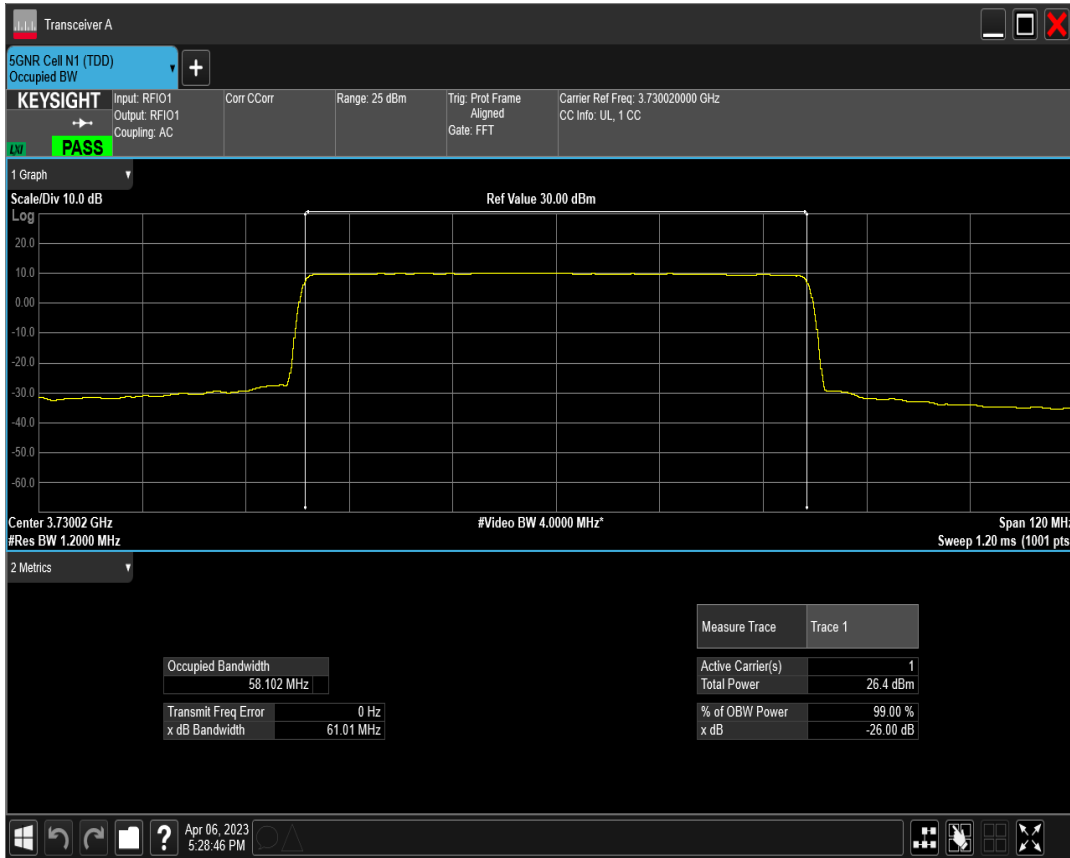 Transceiver A
5GNR Cell N1 (TDD)
Occupied BW
+
KEYSIGHT
LXI
PASS
Input: RFIO1
Output: RFIO1
Coupling: AC
Corr CCorr
Range: 25 dBm
Trig: Prot Frame
Aligned
Gate: FFT
Carrier Ref Freq: 3.730020000 GHz
CC Info: UL, 1 CC
1 Graph
Scale/Div 10.0 dB
Ref Value 30.00 dBm
Log
20.0
10.0
0.00
-10.0
-20.0
-30.0
-40.0
-50.0
-60.0
Center 3.73002 GHz
#Video BW 4.0000 MHz*
Span 120 MHz
#Res BW 1.2000 MHz
Sweep 1.20 ms (1001 pts
2 Metrics
Measure Trace Trace 1
Occupied Bandwidth
58.102 MHz
Active Carrier(s) 1
Total Power 26.4 dBm
Transmit Freq Error 0 Hz
x dB Bandwidth 61.01 MHz
% of OBW Power 99.00 %
x dB -26.00 dB
?
Apr 06, 2023
5:28:46 PM